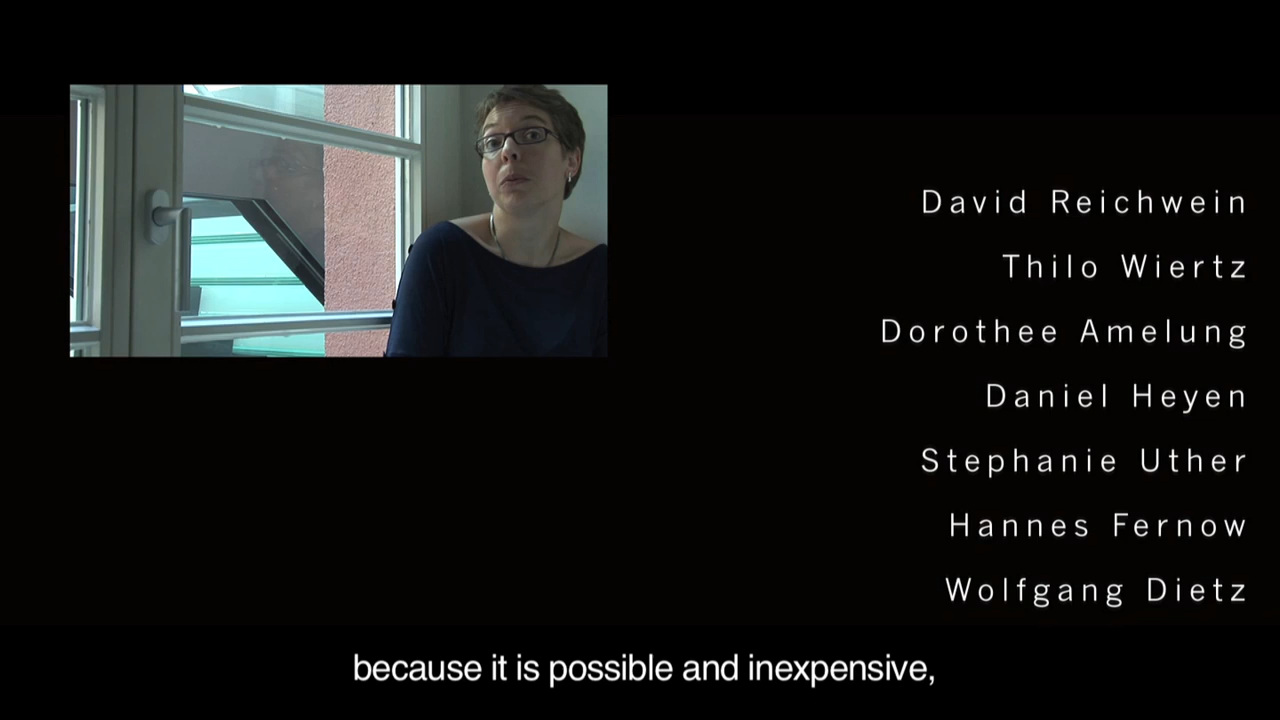 David Reichwein
Thilo Wiertz
Dorothee Amelung
Daniel Heyen
Stephanie Uther
Hannes Fernow
Wolfgang Dietz
because it is possible and inexpensive,